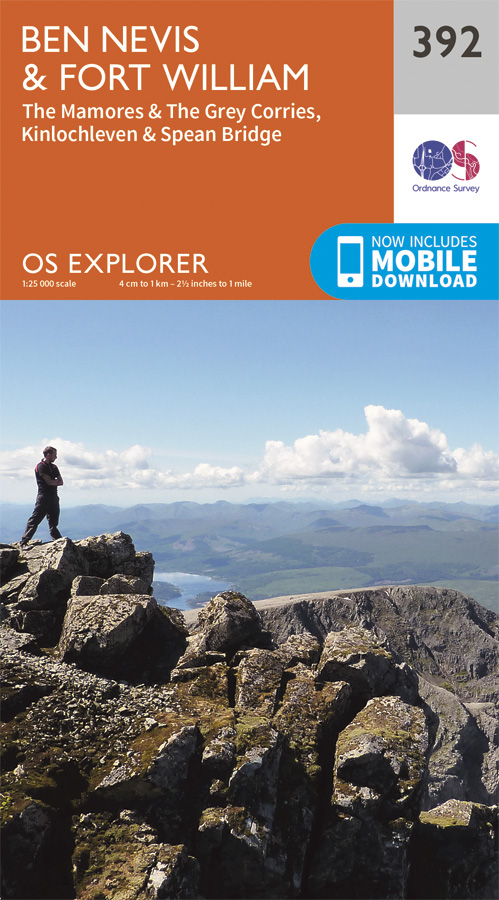 BEN NEVIS
& FORT WILLIAM
The Mamores & The Grey Corries,
Kinlochleven & Spean Bridge
392
OS
Ordnance Survey
NOW INCLUDES
MOBILE
DOWNLOAD
OS EXPLORER
1:25 000 scale 4 cm to 1 km – 2½ inches to 1 mile